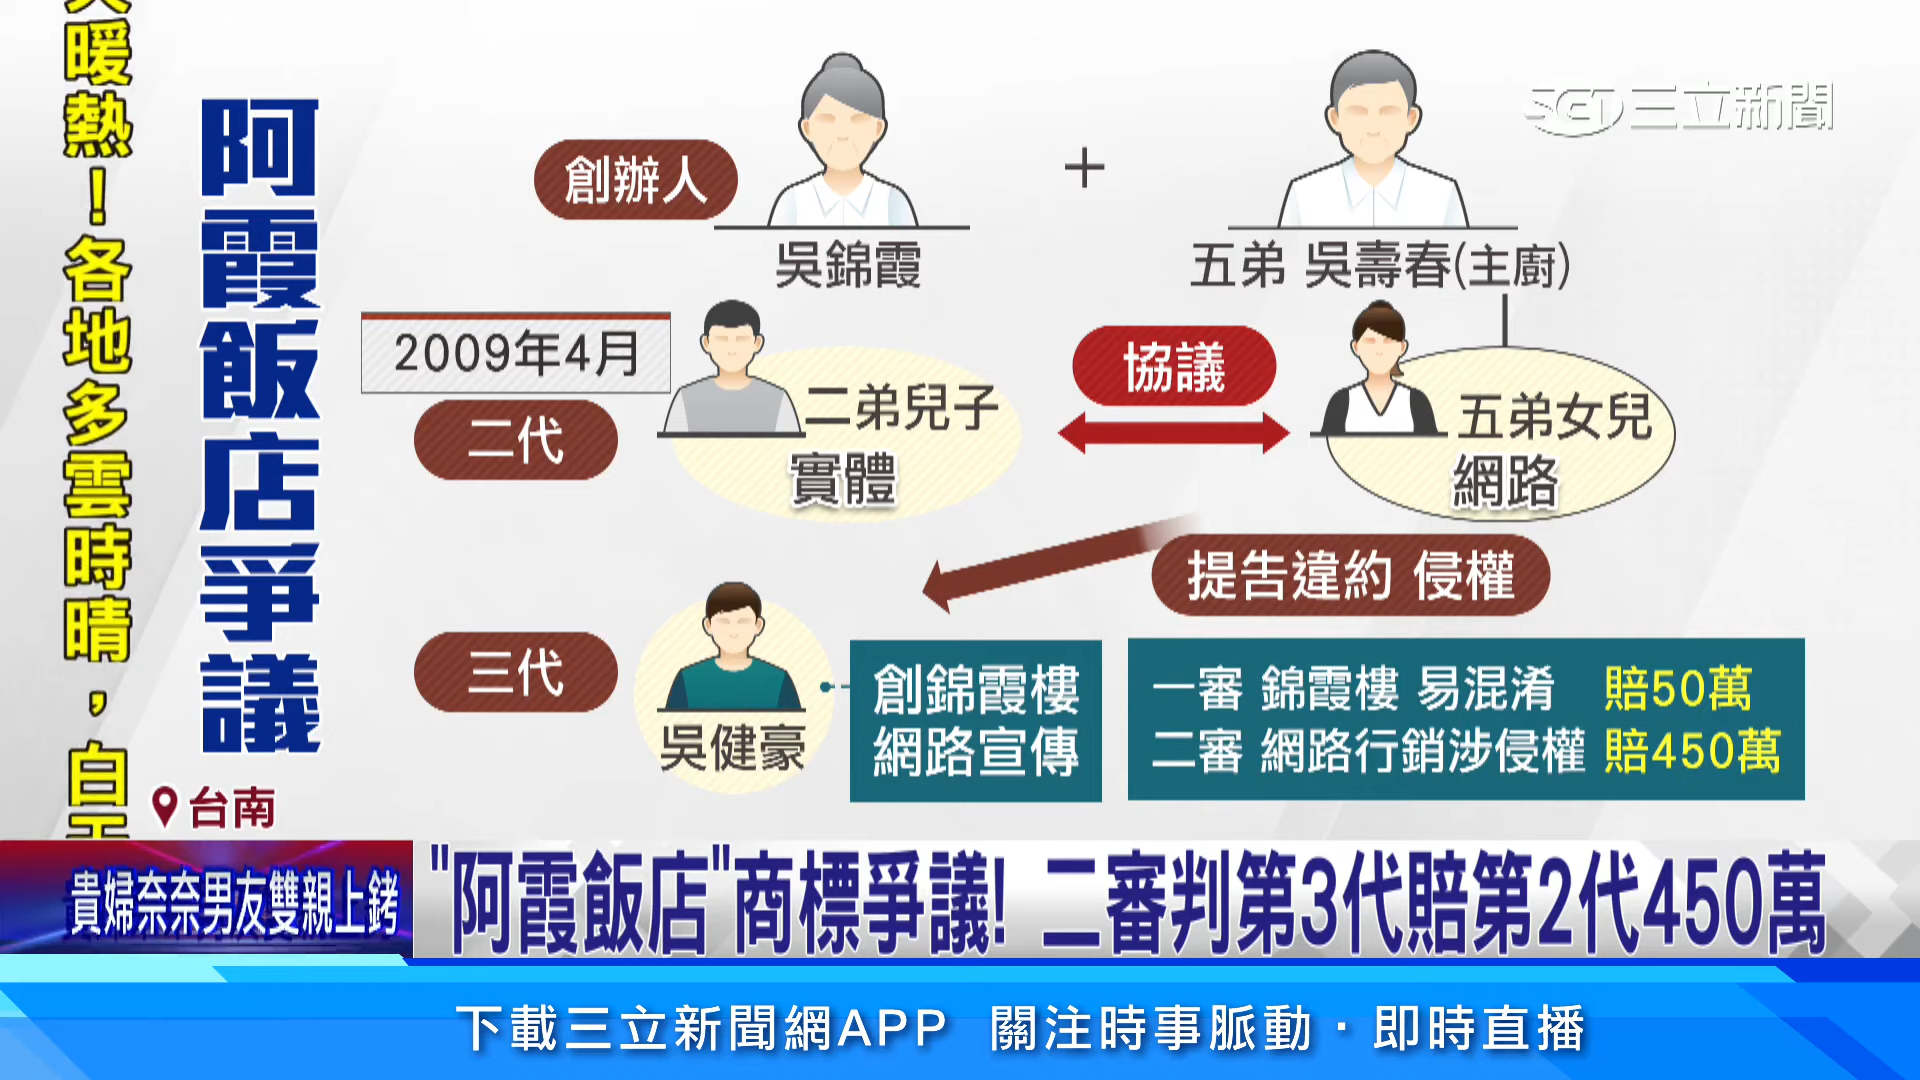 暖熱！各地多雲時晴，白天
阿霞飯店爭議
台南
SET三立新聞
創辦人
+
吳錦霞
五弟 吳壽春(主廚)
2009年4月
二代
二弟兒子
實體
協議
五弟女兒
網路
提告違約 侵權
三代
吳健豪
創錦霞樓
網路宣傳
一審 錦霞樓 易混淆 賠50萬
二審 網路行銷涉侵權 賠450萬
貴婦奈奈男友雙親上銬
"阿霞飯店"商標爭議! 二審判第3代賠第2代450萬
下載三立新聞網APP 關注時事脈動・即時直播